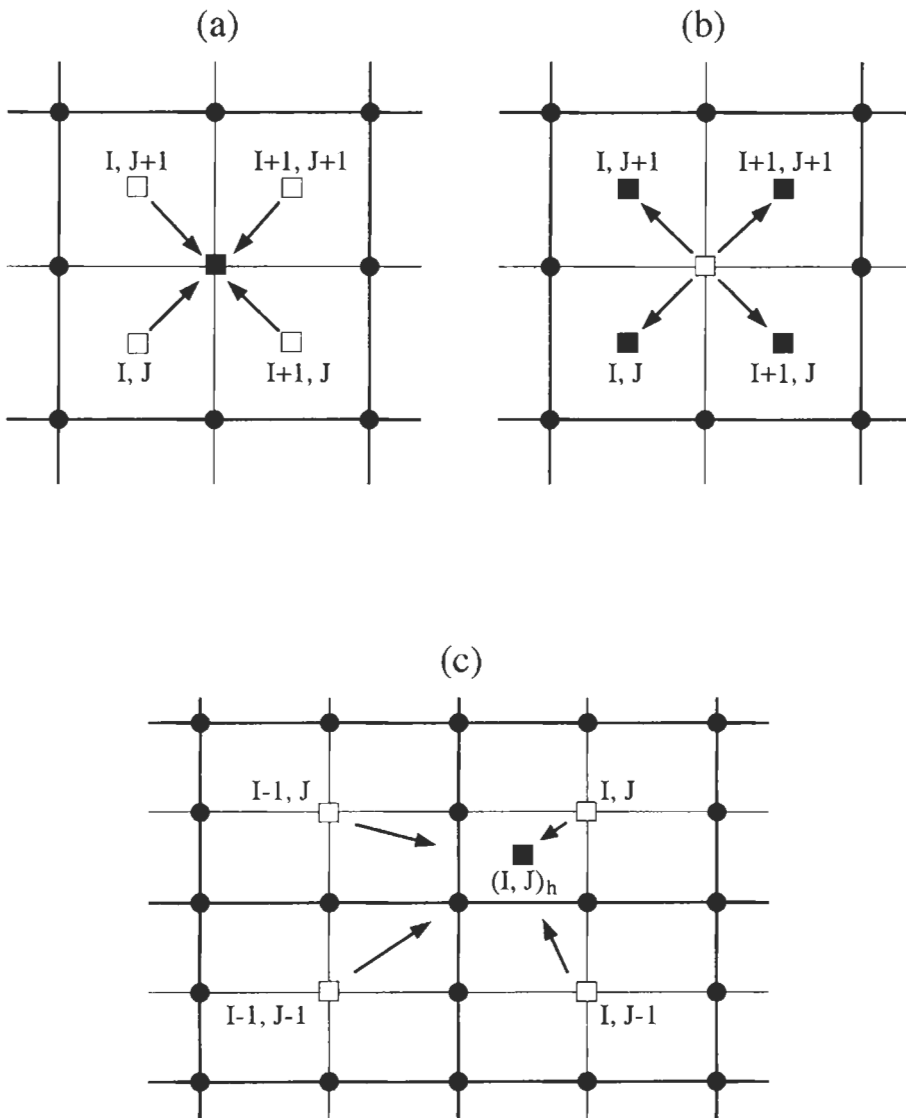 (a)
I, J+1
I+1, J+1
I, J
I+1, J
(b)
I, J+1
I+1, J+1
I, J
I+1, J
(c)
I-1, J
I, J
(I, J)h
I-1, J-1
I, J-1